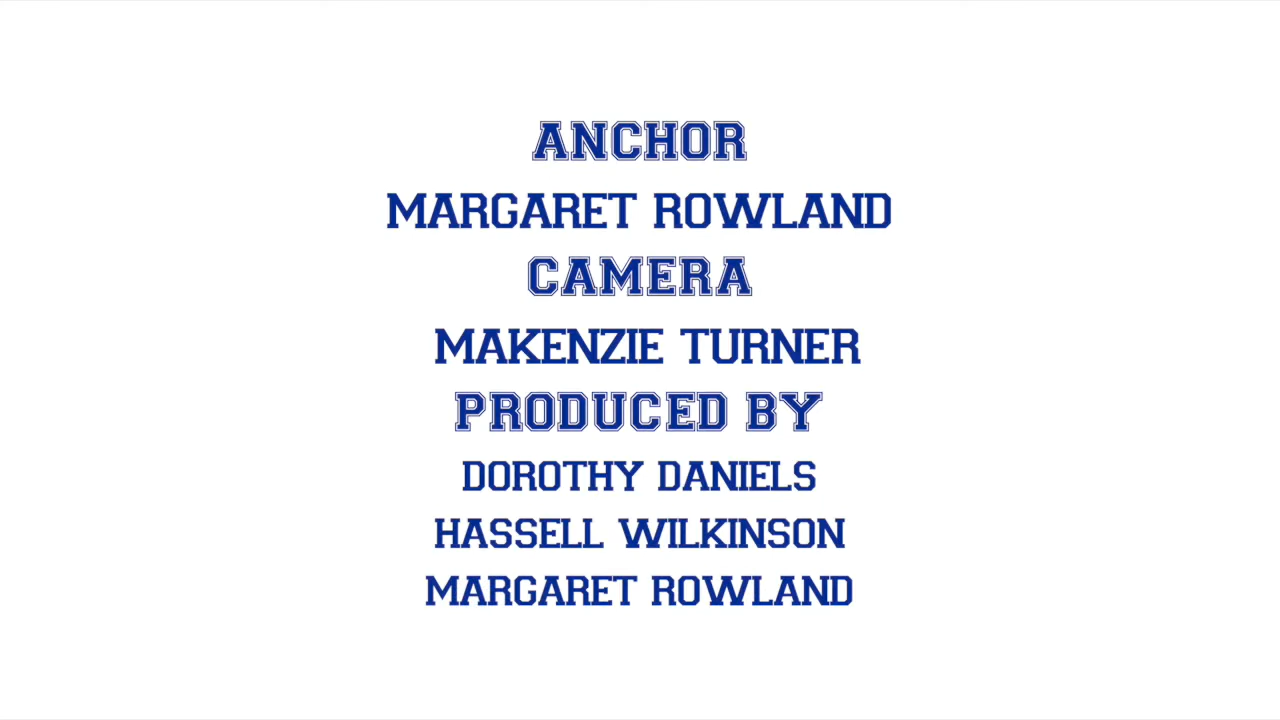 ANCHOR
MARGARET ROWLAND
CAMERA
MAKENZIE TURNER
PRODUCED BY
DOROTHY DANIELS
HASSELL WILKINSON
MARGARET ROWLAND